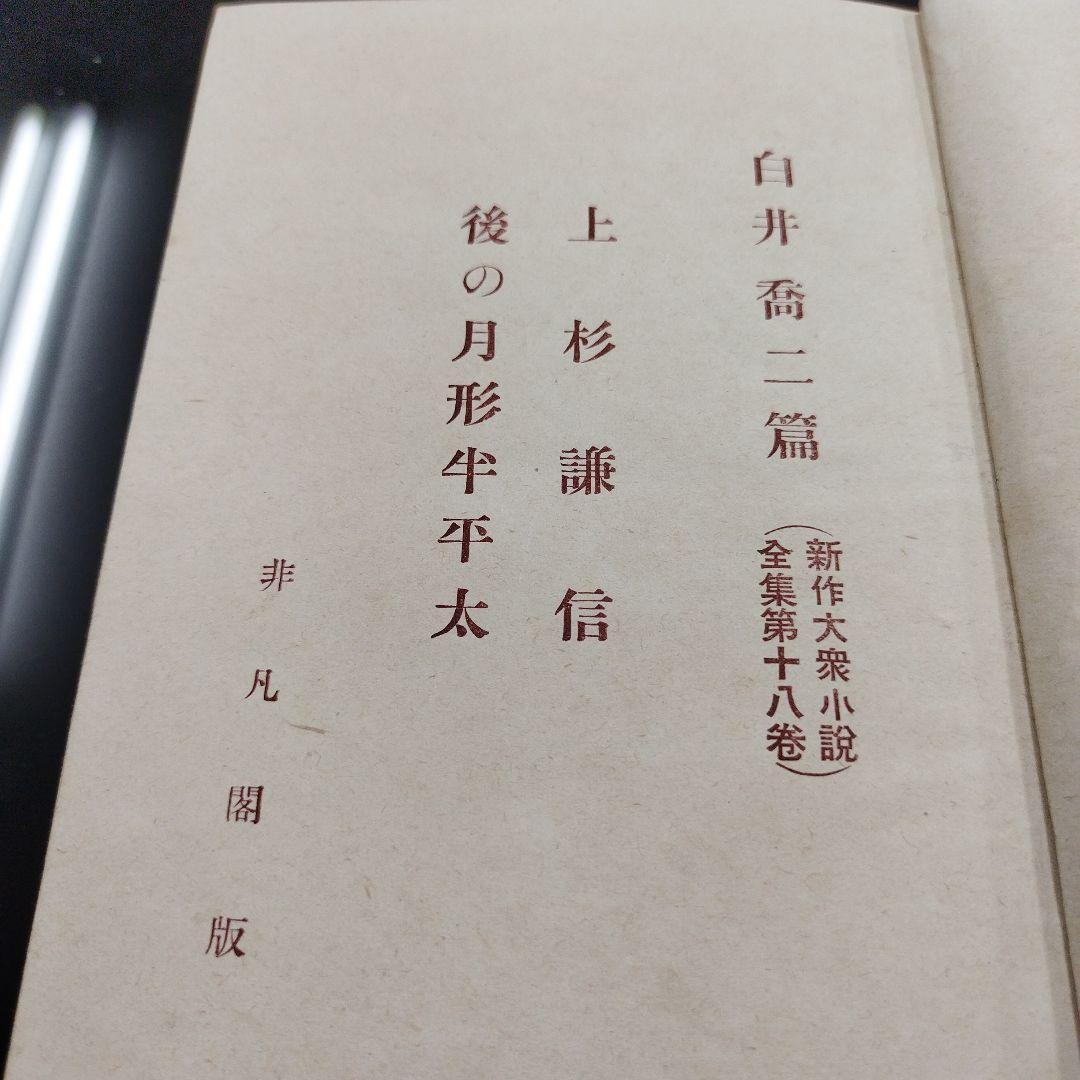 白井喬二篇
(新作大衆小説
全集第十八卷)
上杉謙信
後の月形半平太
非凡閣版